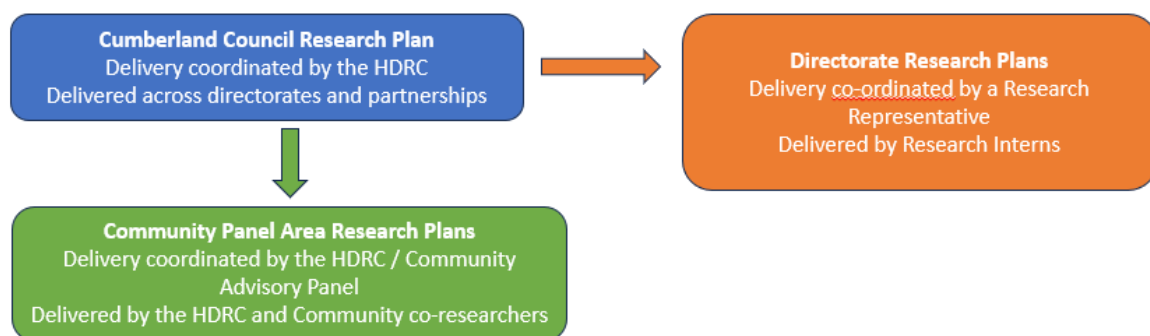 Cumberland Council Research Plan
Delivery coordinated by the HDRC
Delivered across directorates and partnerships
Directorate Research Plans
Delivery co-ordinated by a Research
Representative
Delivered by Research Interns
Community Panel Area Research Plans
Delivery coordinated by the HDRC / Community
Advisory Panel
Delivered by the HDRC and Community co-researchers